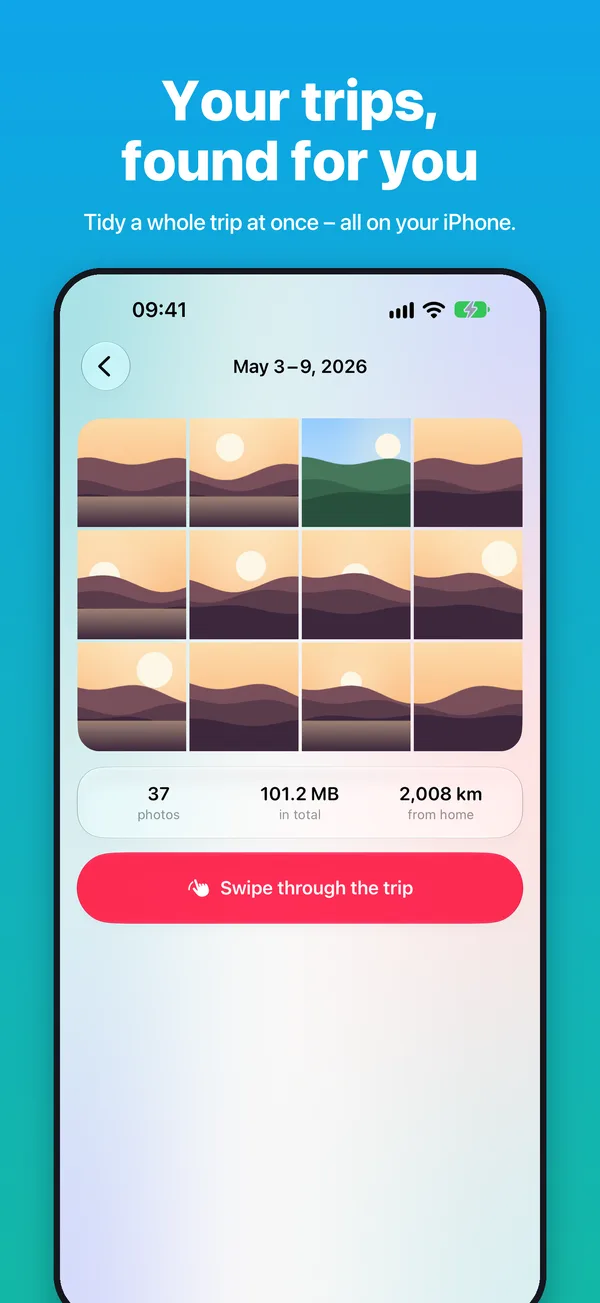 Your trips,
found for you
Tidy a whole trip at once – all on your iPhone.
09:41
May 3–9, 2026
37
photos
101.2 MB
in total
2,008 km
from home
Swipe through the trip